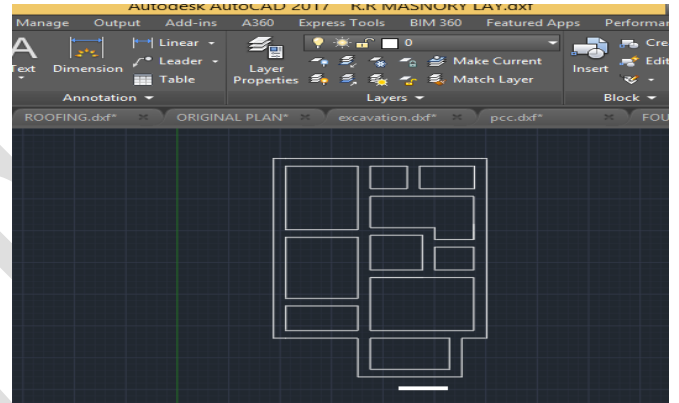 Autodesk AutoCAD 2017 R.R MASNORY LAY.dxf
Manage Output Add-ins A360 Express Tools BIM 360 Featured Apps
Linear
Leader
Table
Text Dimension
Layer
Properties
0
Make Current
Match Layer
Insert
Edit
Annotation Layers Block
ROOFING.dxf* ORIGINAL PLAN* excavation.dxf* pcc.dxf*